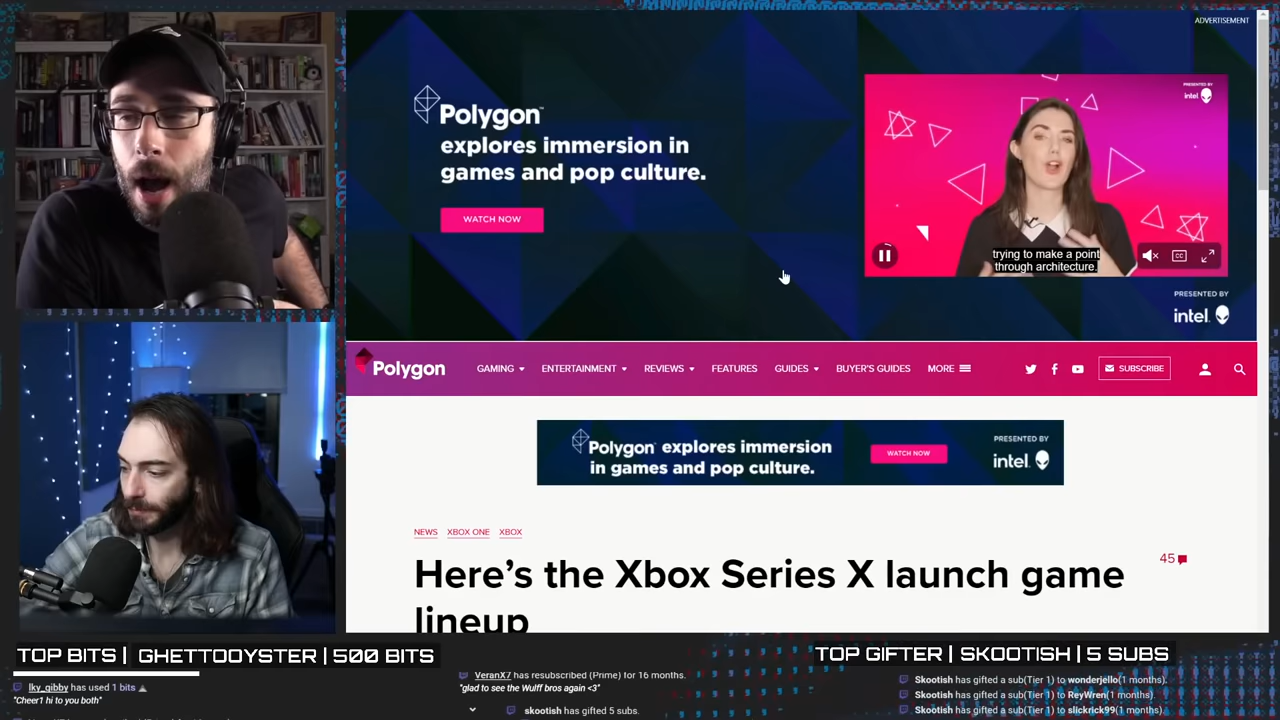 ADVERTISEMENT
Polygon
explores immersion in
games and pop culture.
WATCH NOW
PRESENTED BY
intel
trying to make a point
through architecture.
CC
PRESENTED BY
intel.
Polygon
GAMING
ENTERTAINMENT
REVIEWS
FEATURES
GUIDES
BUYER'S GUIDES
MORE
SUBSCRIBE
Polygon explores immersion
in games and pop culture.
WATCH NOW
PRESENTED BY
intel.
NEWS XBOX ONE XBOX
45
Here's the Xbox Series X launch game
lineup
TOP BITS | GHETTODYSTER | 500 BITS
TOP GIFTER | SKOOTISH | 5 SUBS
lky_gibby has used 1 bits
"Cheer1 hi to you both"
VeranX7 has resubscribed (Prime) for 16 months.
"glad to see the Wulff bros again <3"
skootish has gifted 5 subs.
Skootish has gifted a sub(Tier 1) to wonderjello(1 months).
Skootish has gifted a sub(Tier 1) to ReyWren(1 months).
Skootish has gifted a sub(Tier 1) to slickrick99(1 months).